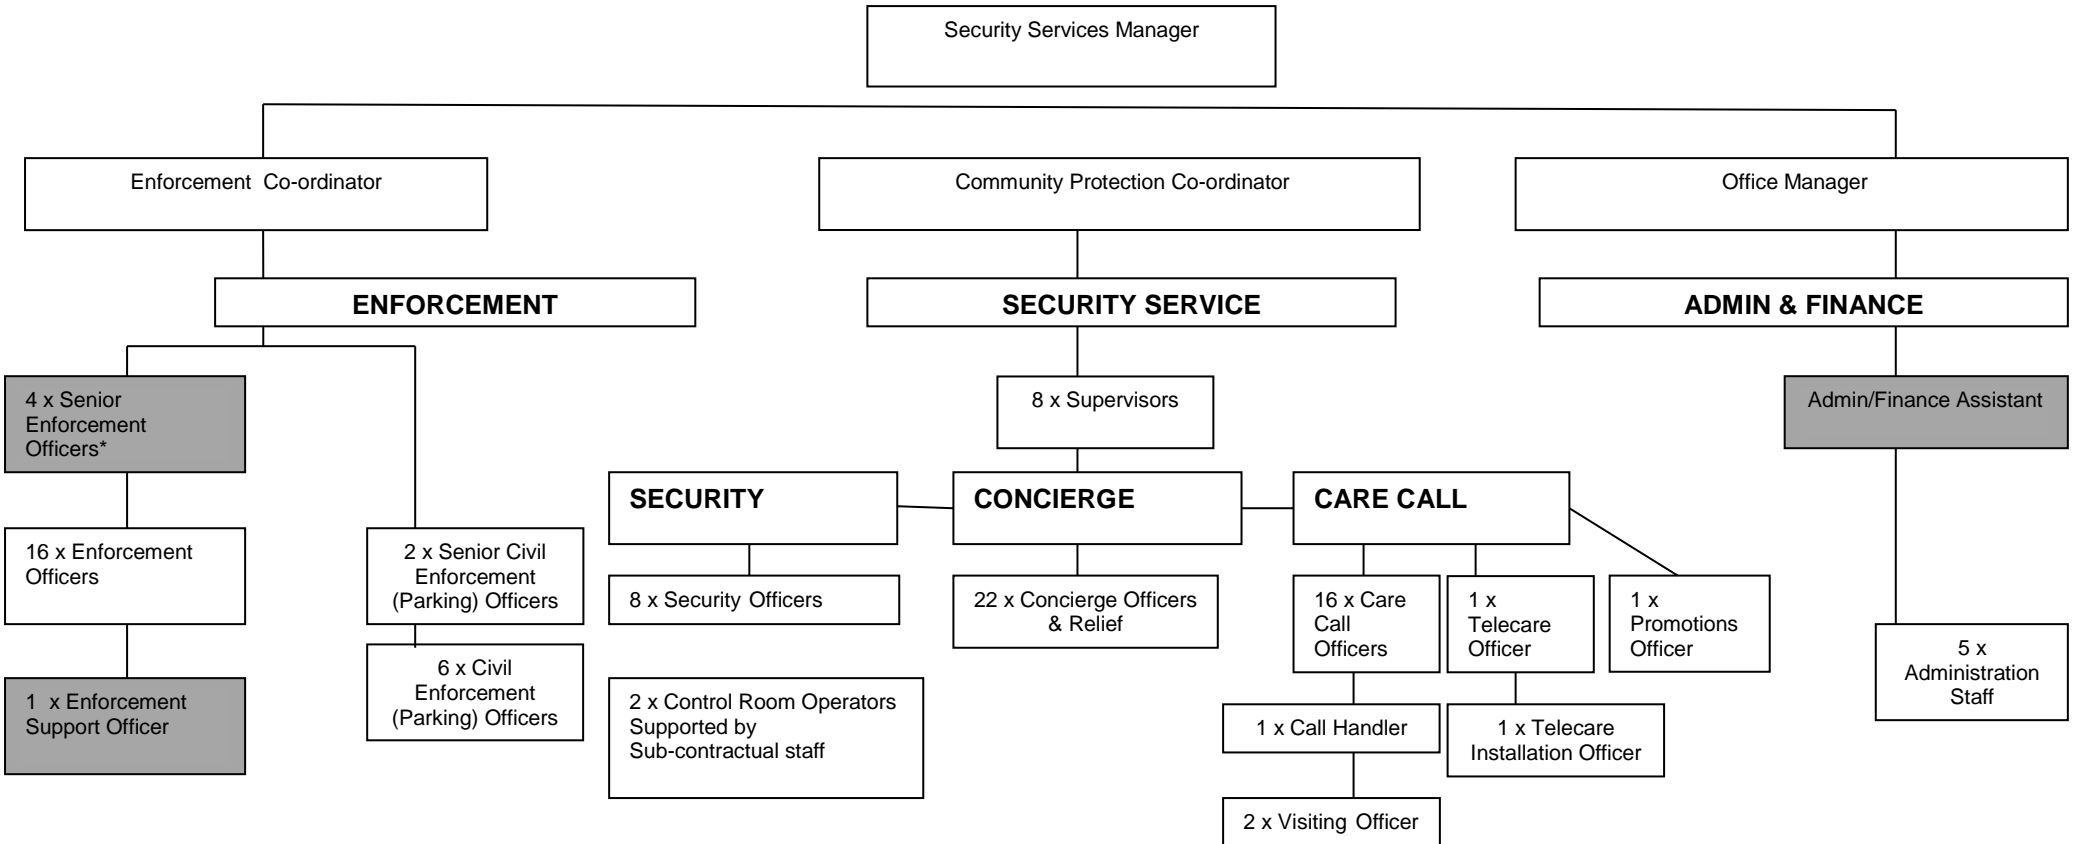 Security Services Manager
Enforcement Co-ordinator
Community Protection Co-ordinator
Office Manager
ENFORCEMENT
SECURITY SERVICE
ADMIN & FINANCE
4 x Senior
Enforcement
Officers*
8 x Supervisors
Admin/Finance Assistant
SECURITY
CONCIERGE
CARE CALL
16 x Enforcement
Officers
2 x Senior Civil
Enforcement
(Parking) Officers
8 x Security Officers
22 x Concierge Officers
& Relief
16 x Care
Call
Officers
1 x
Telecare
Officer
1 x
Promotions
Officer
5 x
Administration
Staff
1 x Enforcement
Support Officer
6 x Civil
Enforcement
(Parking) Officers
2 x Control Room Operators
Supported by
Sub-contractual staff
1 x Call Handler
1 x Telecare
Installation Officer
2 x Visiting Officer